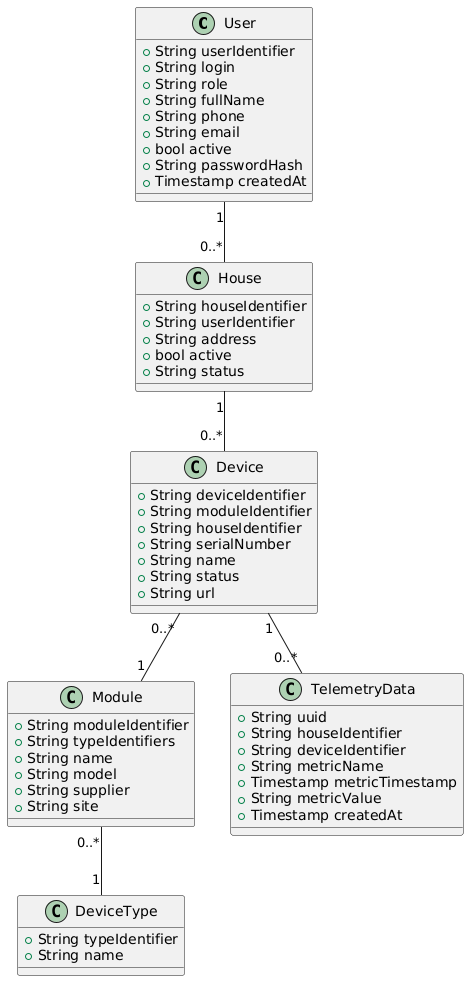 C User
String userIdentifier
String login
String role
String fullName
String phone
String email
bool active
String passwordHash
Timestamp createdAt
1
0..*
C House
String houseIdentifier
String userIdentifier
String address
bool active
String status
1
0..*
C Device
String deviceIdentifier
String moduleIdentifier
String houseIdentifier
String serialNumber
String name
String status
String url
0..*
1
1
0..*
C Module
String moduleIdentifier
String typeIdentifiers
String name
String model
String supplier
String site
C TelemetryData
String uuid
String houseIdentifier
String deviceIdentifier
String metricName
Timestamp metricTimestamp
String metricValue
Timestamp createdAt
0..*
1
C DeviceType
String typeIdentifier
String name